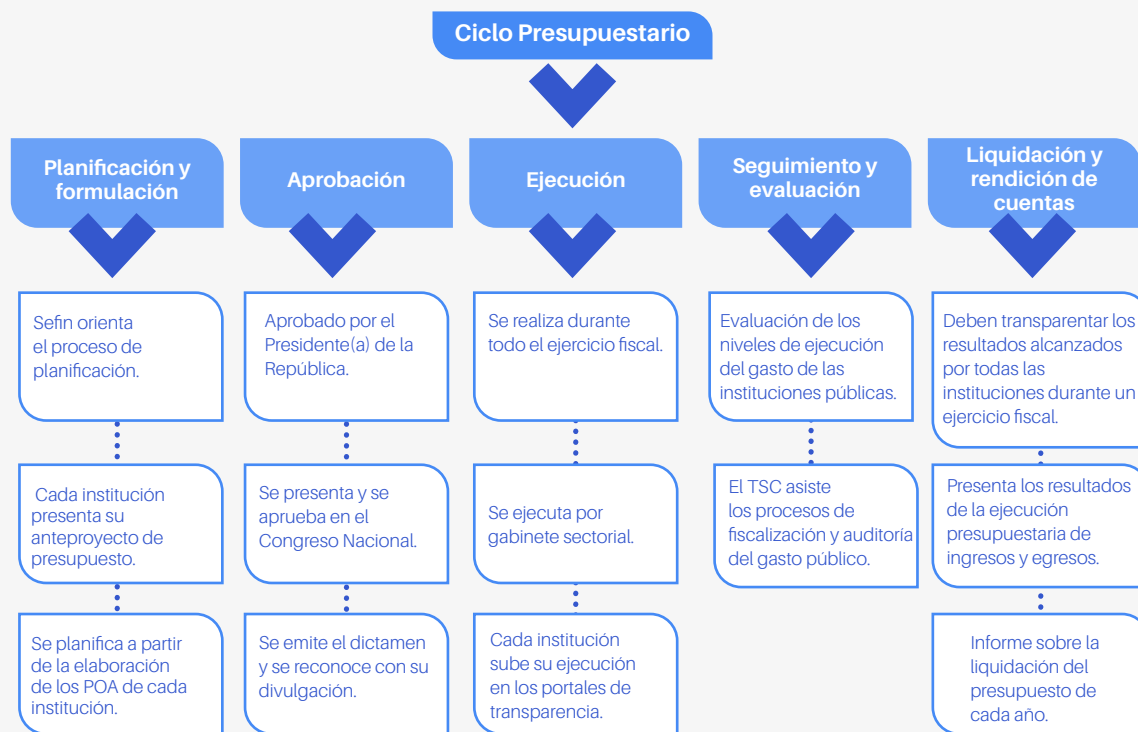 Ciclo Presupuestario
Planificación y
formulación
Aprobación
Ejecución
Seguimiento y
evaluación
Liquidación y
rendición de
cuentas
Sefin orienta
el proceso de
planificación.
Cada institución
presenta su
anteproyecto de
presupuesto.
Se planifica a partir
de la elaboración
de los POA de cada
institución.
Aprobado por el
Presidente(a) de la
República.
Se presenta y se
aprueba en el
Congreso Nacional.
Se emite el dictamen
y se reconoce con su
divulgación.
Se realiza durante
todo el ejercicio fiscal.
Se ejecuta por
gabinete sectorial.
Cada institución
sube su ejecución
en los portales de
transparencia.
Evaluación de los
niveles de ejecución
del gasto de las
instituciones públicas.
El TSC asiste
los procesos de
fiscalización y auditoría
del gasto público.
Deben transparentar los
resultados alcanzados
por todas las
instituciones durante un
ejercicio fiscal.
Presenta los resultados
de la ejecución
presupuestaria de
ingresos y egresos.
Informe sobre la
liquidación del
presupuesto de
cada año.